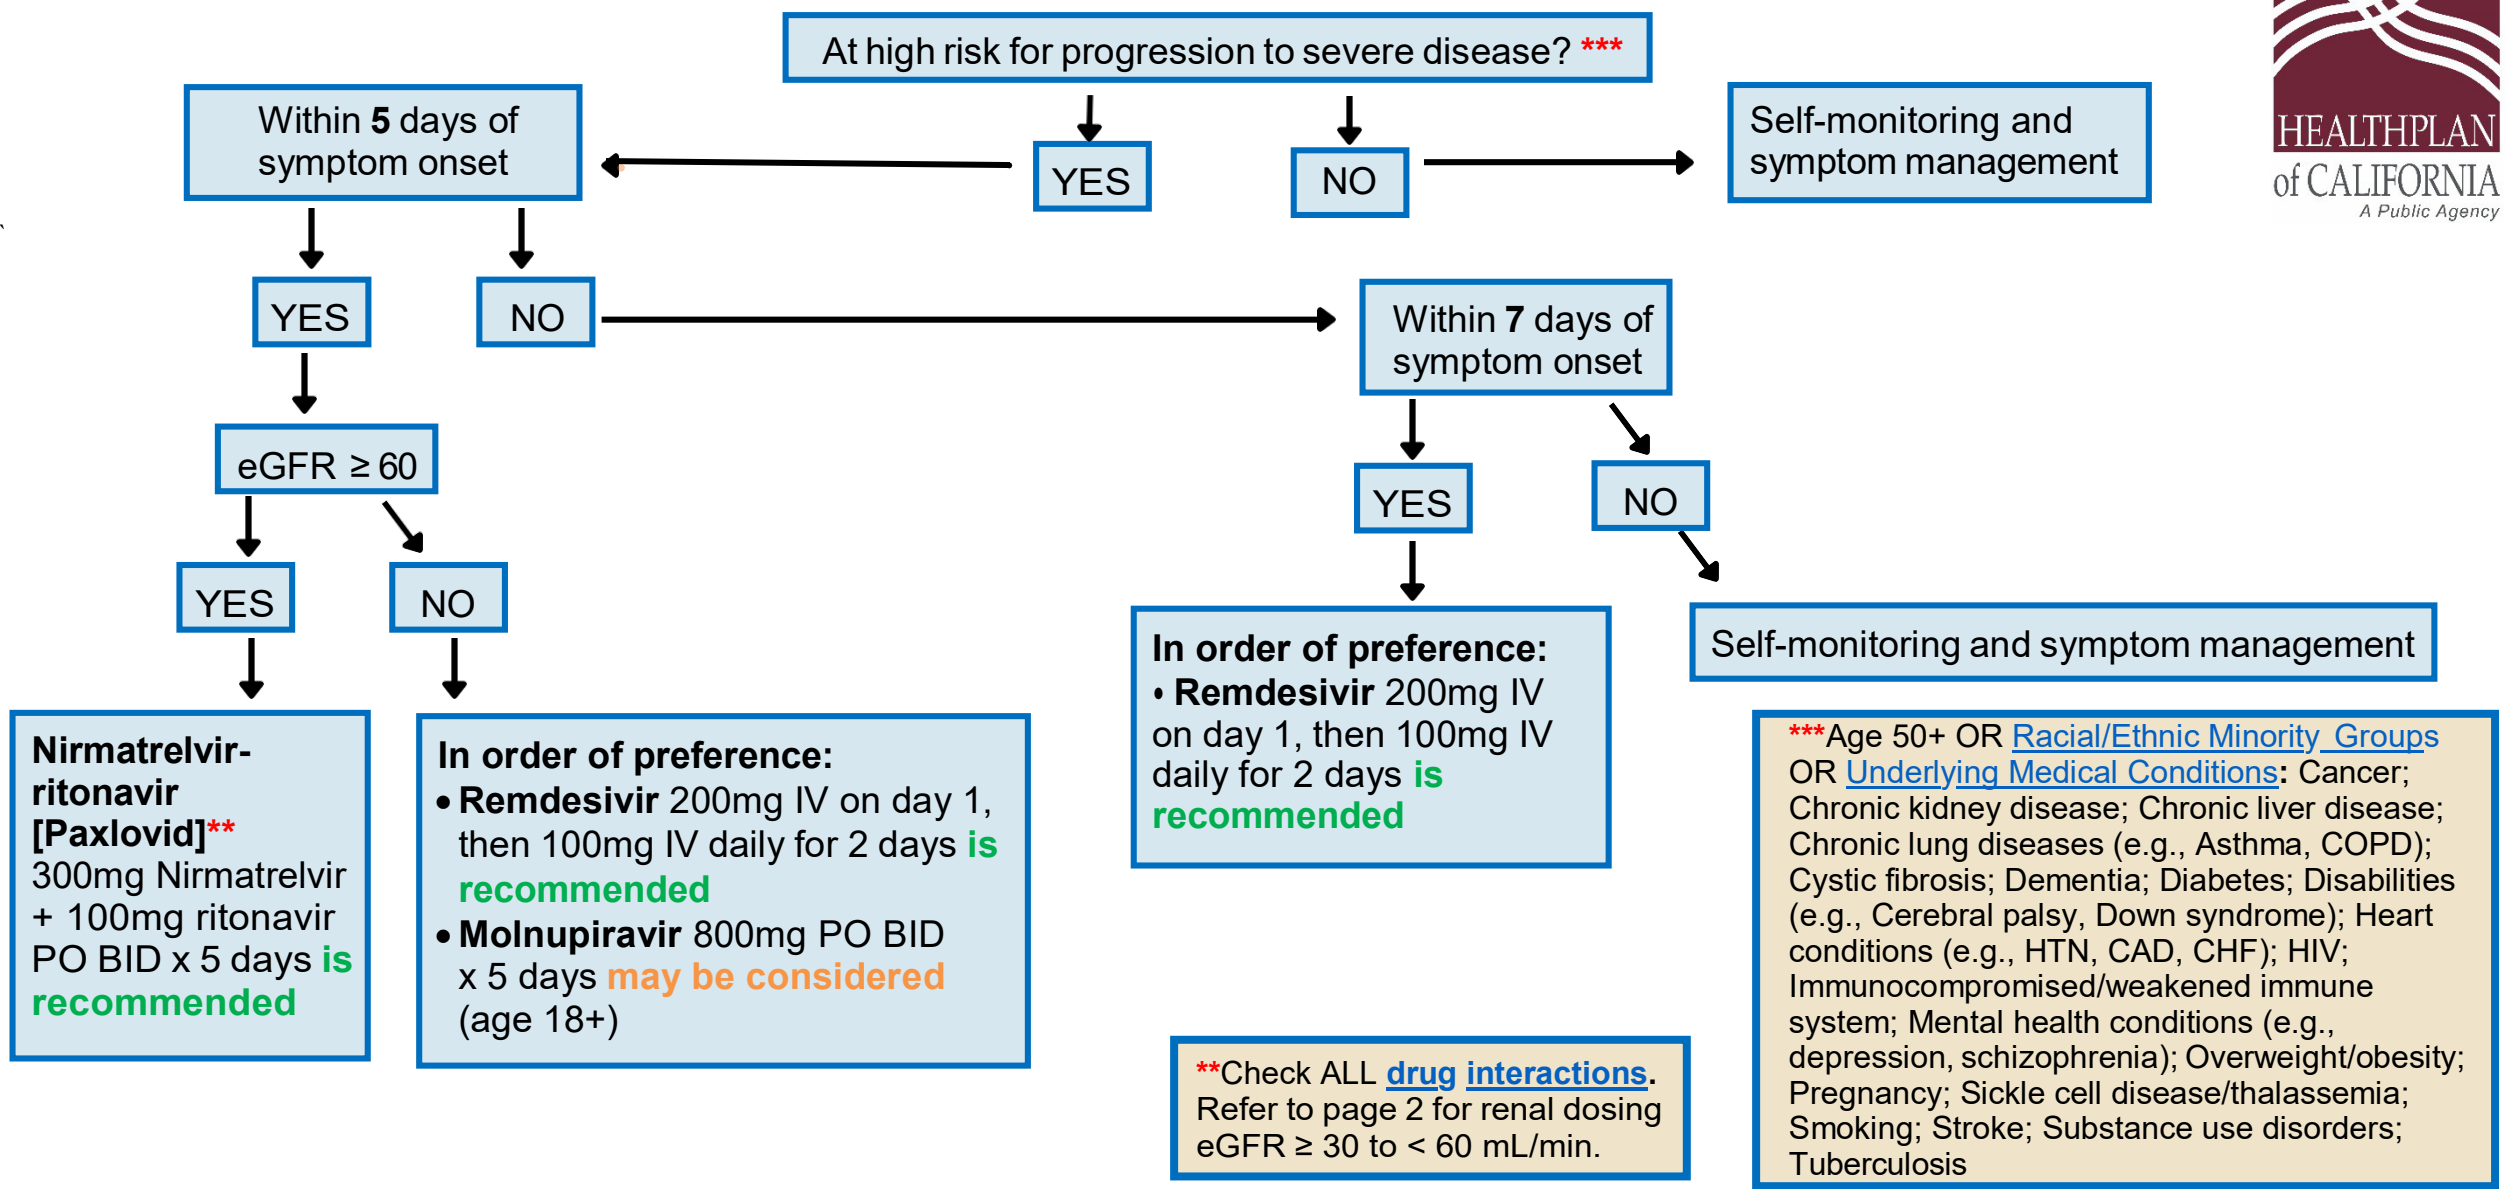 At high risk for progression to severe disease? ***
HEALTHPLAN
of CALIFORNIA
A Public Agency
Within 5 days of
symptom onset
YES
NO
Self-monitoring and
symptom management
YES
NO
Within 7 days of
symptom onset
eGFR ≥ 60
YES
NO
YES
NO
Self-monitoring and symptom management
Nirmatrelvir-
ritonavir
[Paxlovid]**
300mg Nirmatrelvir
+ 100mg ritonavir
PO BID x 5 days is
recommended
In order of preference:
• Remdesivir 200mg IV on day 1,
then 100mg IV daily for 2 days is
recommended
• Molnupiravir 800mg PO BID
x 5 days may be considered
(age 18+)
In order of preference:
• Remdesivir 200mg IV
on day 1, then 100mg IV
daily for 2 days is
recommended
**Check ALL drug interactions.
Refer to page 2 for renal dosing
eGFR ≥ 30 to < 60 mL/min.
***Age 50+ OR Racial/Ethnic Minority Groups
OR Underlying Medical Conditions: Cancer;
Chronic kidney disease; Chronic liver disease;
Chronic lung diseases (e.g., Asthma, COPD);
Cystic fibrosis; Dementia; Diabetes; Disabilities
(e.g., Cerebral palsy, Down syndrome); Heart
conditions (e.g., HTN, CAD, CHF); HIV;
Immunocompromised/weakened immune
system; Mental health conditions (e.g.,
depression, schizophrenia); Overweight/obesity;
Pregnancy; Sickle cell disease/thalassemia;
Smoking; Stroke; Substance use disorders;
Tuberculosis